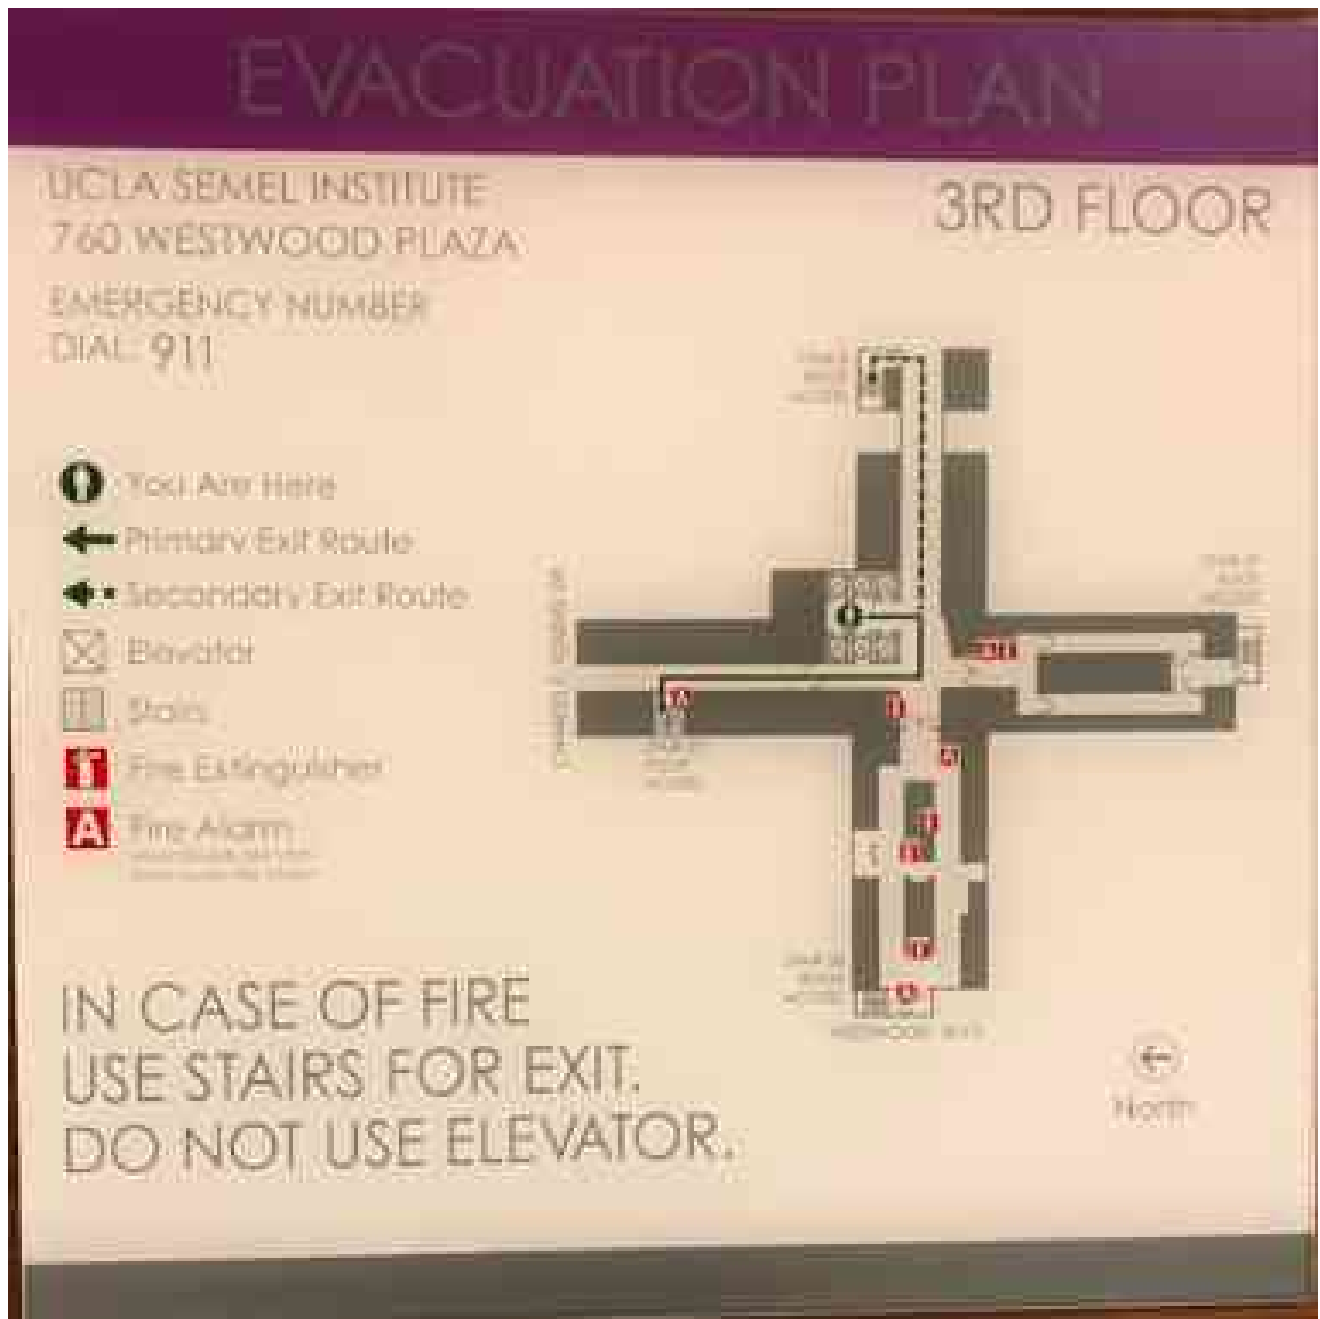 EVACUATION PLAN
UCLA SEMEL INSTITUTE
760 WESTWOOD PLAZA
3RD FLOOR
EMERGENCY NUMBER
DIAL: 911
You Are Here
Primary Exit Route
Secondary Exit Route
Elevator
Stairs
Fire Extinguisher
A Fire Alarm
IN CASE OF FIRE
USE STAIRS FOR EXIT.
DO NOT USE ELEVATOR.
North